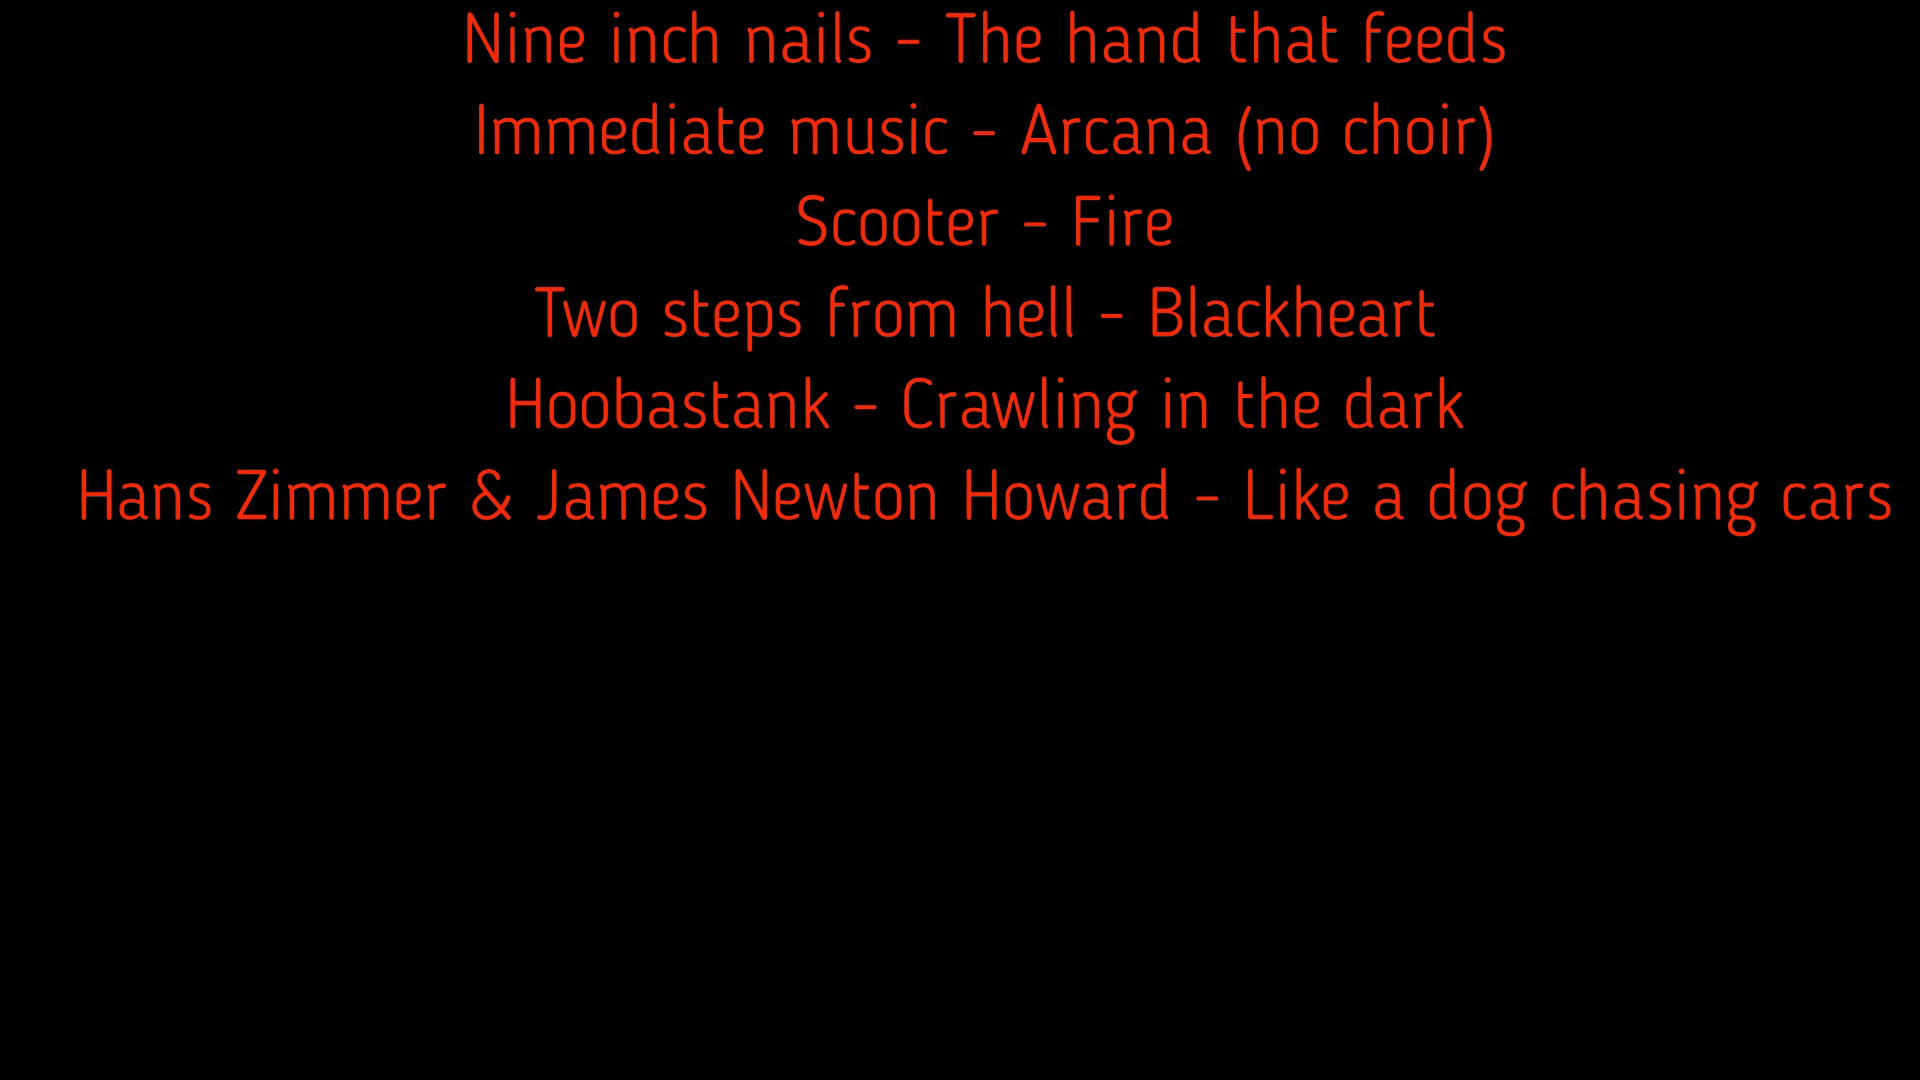 Nine inch nails - The hand that feeds
Immediate music - Arcana (no choir)
Scooter - Fire
Two steps from hell - Blackheart
Hoobastank - Crawling in the dark
Hans Zimmer & James Newton Howard - Like a dog chasing cars